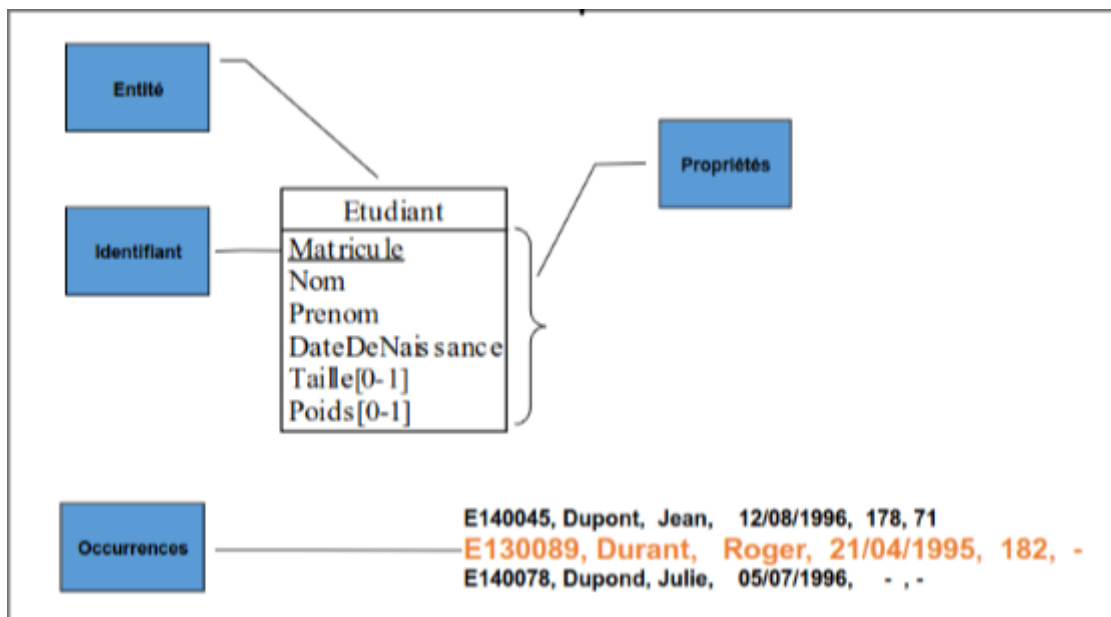 Entité
Propriétés
Etudiant
Identifiant
Matricule
Nom
Prenom
DateDeNaissance
Taille[0-1]
Poids[0-1]
Occurrences
E140045, Dupont, Jean, 12/08/1996, 178, 71
E130089, Durant, Roger, 21/04/1995, 182, -
E140078, Dupond, Julie, 05/07/1996, - , -